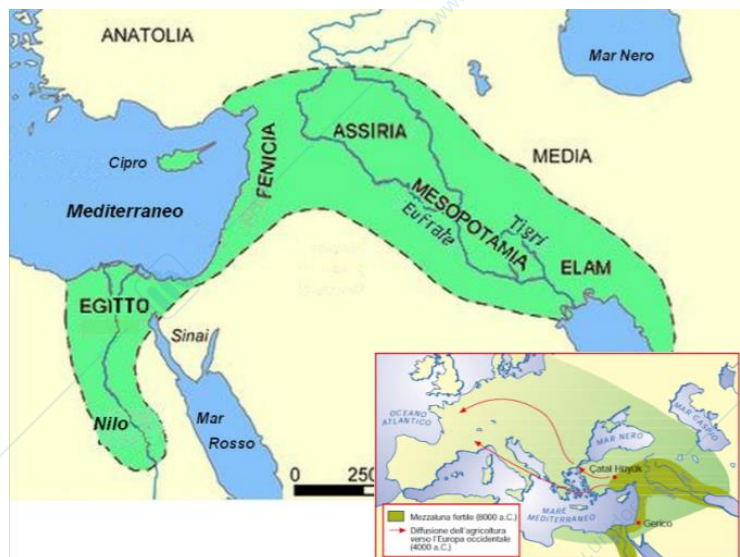 ANATOLIA
Mar Nero
ASSIRIA
FENICIA
MEDIA
Cipro
Mediterraneo
MESOPOTAMIA
Eufrate
Tigri
ELAM
EGITTO
Sinai
Nilo
Mar
Rosso
0 250
OCEANO
ATLANTICO
MAR NERO
MAR CASPIO
Çatal Hüyük
MARE
MEDITERRANEO
Gerico
Mezzaluna fertile (8000 a.C.)
Diffusione dell'agricoltura
verso l'Europa occidentale
(4000 a.C.)